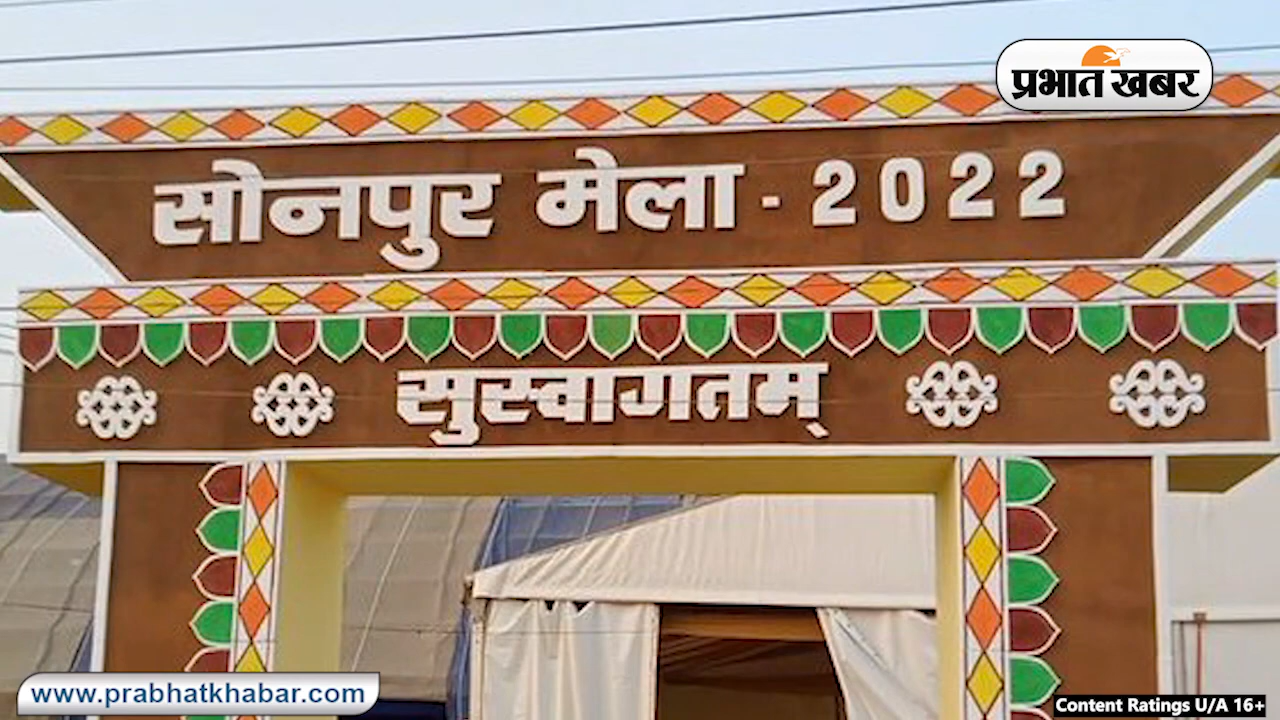 प्रभात खबर
सोनपुर मेला - 2022
सुस्वागतम्
www.prabhatkhabar.com
Content Ratings U/A 16+